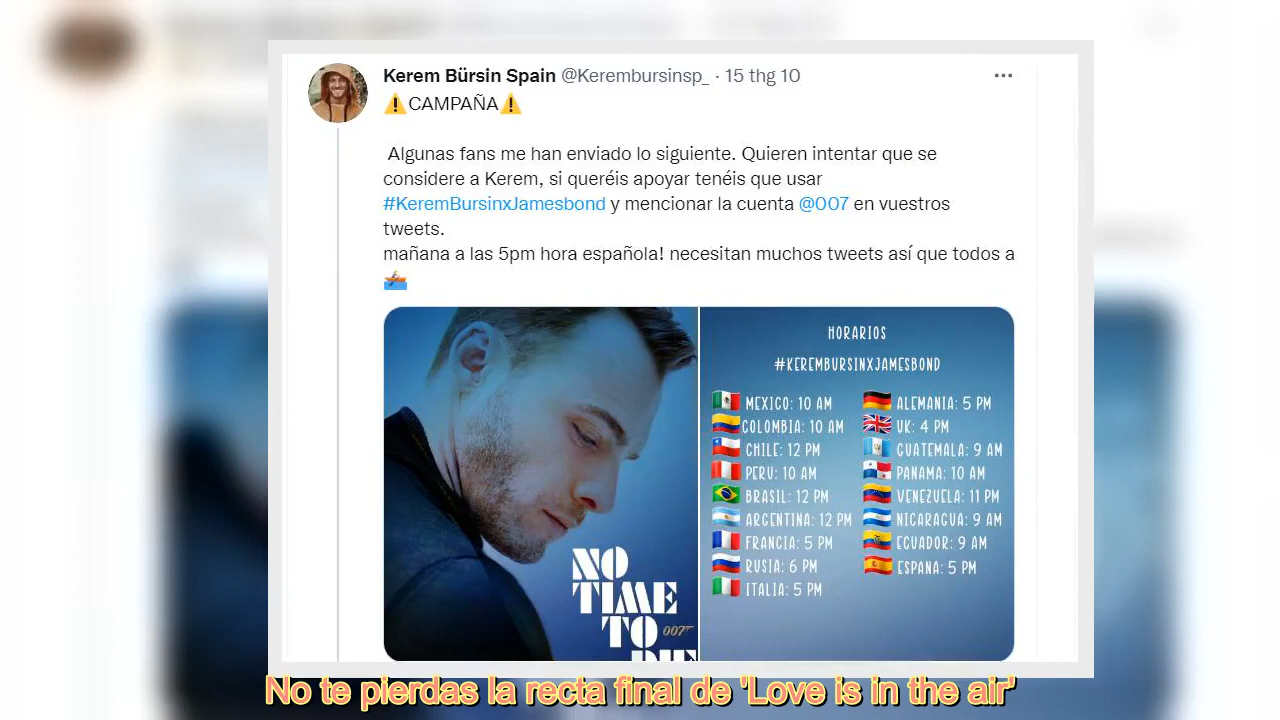 Kerem Bürsin Spain @Kerembursinsp_ · 15 thg 10
⚠️CAMPAÑA⚠️
Algunas fans me han enviado lo siguiente. Quieren intentar que se
considere a Kerem, si queréis apoyar tenéis que usar
#KeremBursinxJamesbond y mencionar la cuenta @007 en vuestros
tweets.
mañana a las 5pm hora española! necesitan muchos tweets así que todos a
NO
TIME
TO
DIE
007
HORARIOS
#KEREMBURSINXJAMESBOND
MEXICO: 10 AM
COLOMBIA: 10 AM
CHILE: 12 PM
PERU: 10 AM
BRASIL: 12 PM
ARGENTINA: 12 PM
FRANCIA: 5 PM
RUSIA: 6 PM
ITALIA: 5 PM
ALEMANIA: 5 PM
UK: 4 PM
GUATEMALA: 9 AM
PANAMA: 10 AM
VENEZUELA: 11 PM
NICARAGUA: 9 AM
ECUADOR: 9 AM
ESPANA: 5 PM
No te pierdas la recta final de 'Love is in the air'